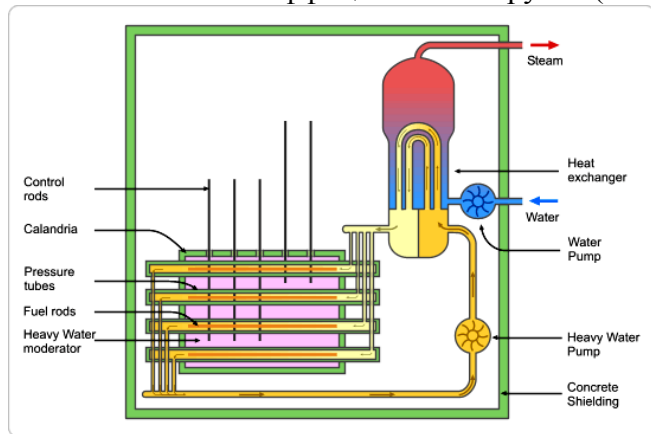 Steam
Control
rods
Heat
exchanger
Calandria
Water
Water
Pump
Pressure
tubes
Fuel rods
Heavy Water
moderator
Heavy Water
Pump
Concrete
Shielding